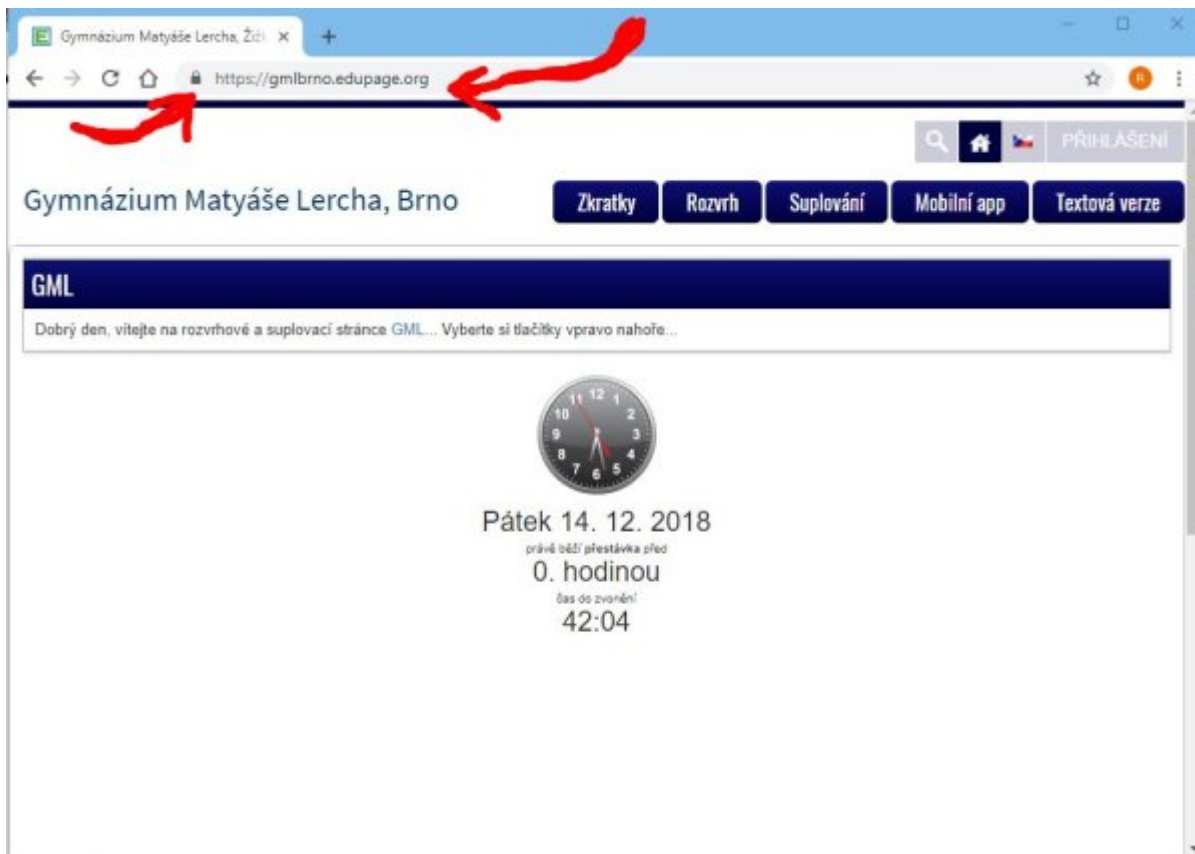 Gymnázium Matyáše Lercha, Žiž
https://gmlbrno.edupage.org
R
PŘIHLÁŠENÍ
Gymnázium Matyáše Lercha, Brno
Zkratky Rozvrh Suplování Mobilní app Textová verze
GML
Dobrý den, vítejte na rozvrhové a suplovací stránce GML... Vyberte si tlačítky vpravo nahoře...
11 12 1
10 2
9 3
8 4
7 6 5
Pátek 14. 12. 2018
právě běží přestávka před
0. hodinou
čas do zvonění
42:04